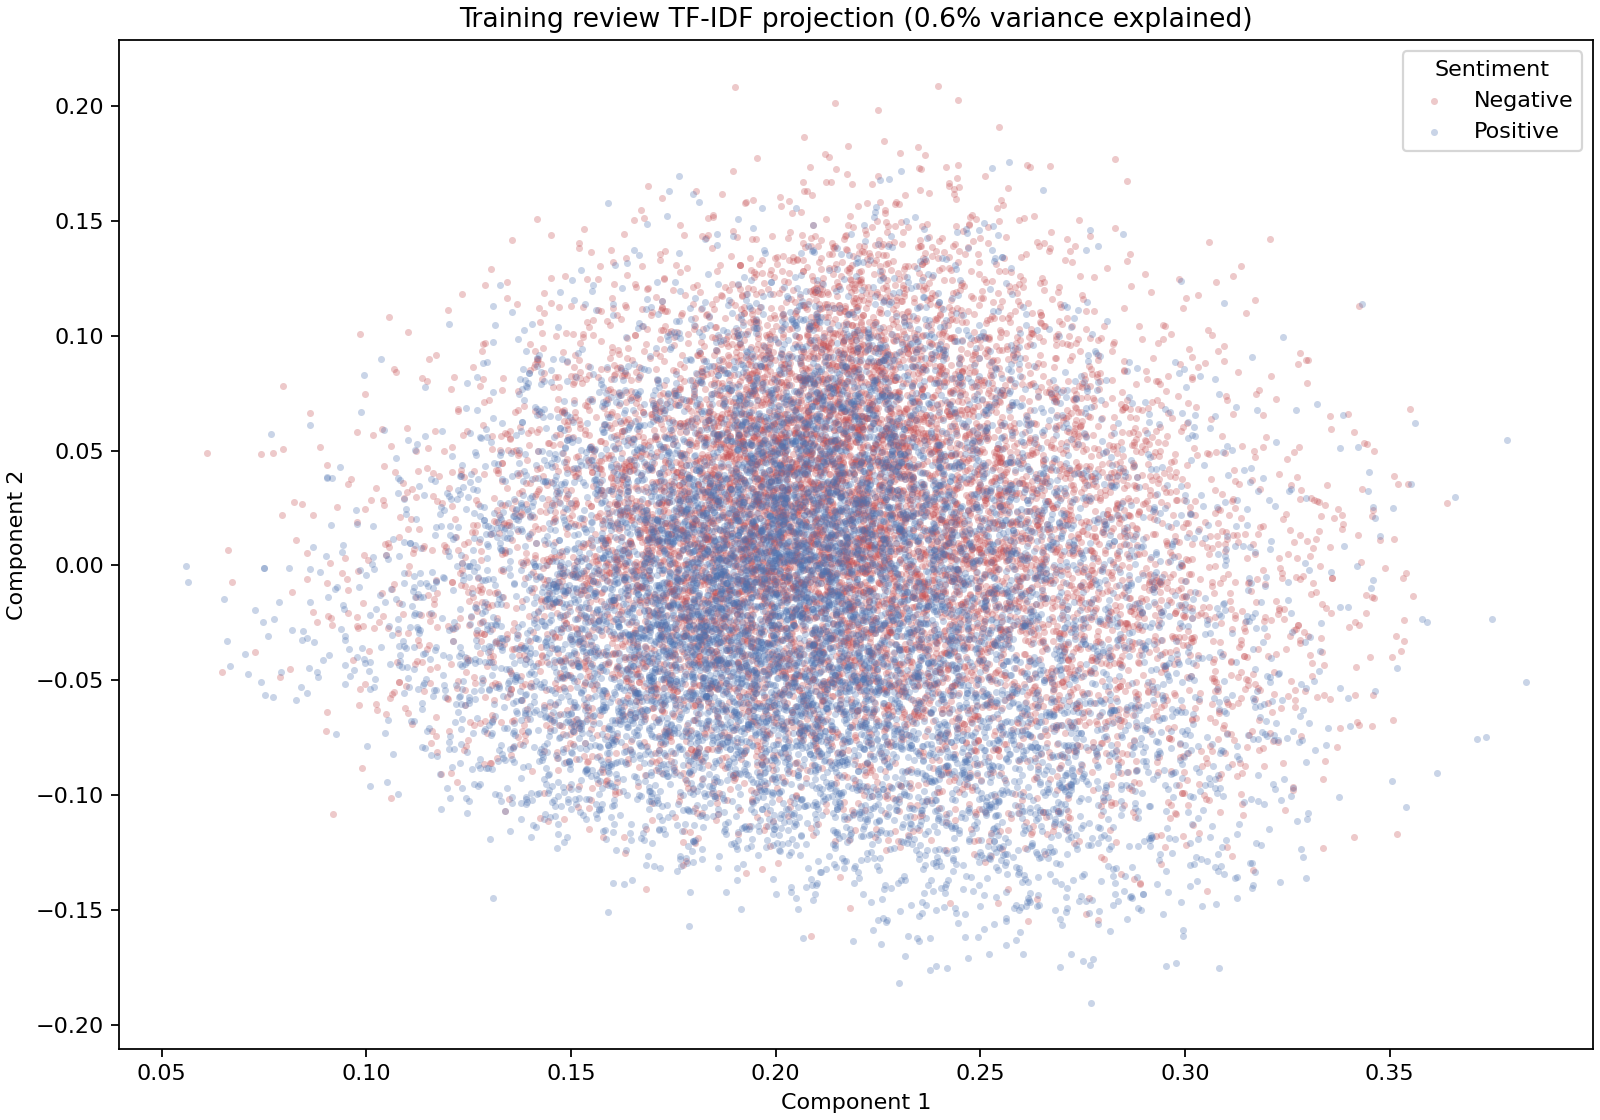 Training review TF-IDF projection (0.6% variance explained)
Sentiment
Negative
Positive
0.20
0.15
0.10
0.05
0.00
−0.05
−0.10
−0.15
−0.20
Component 2
0.05 0.10 0.15 0.20 0.25 0.30 0.35
Component 1